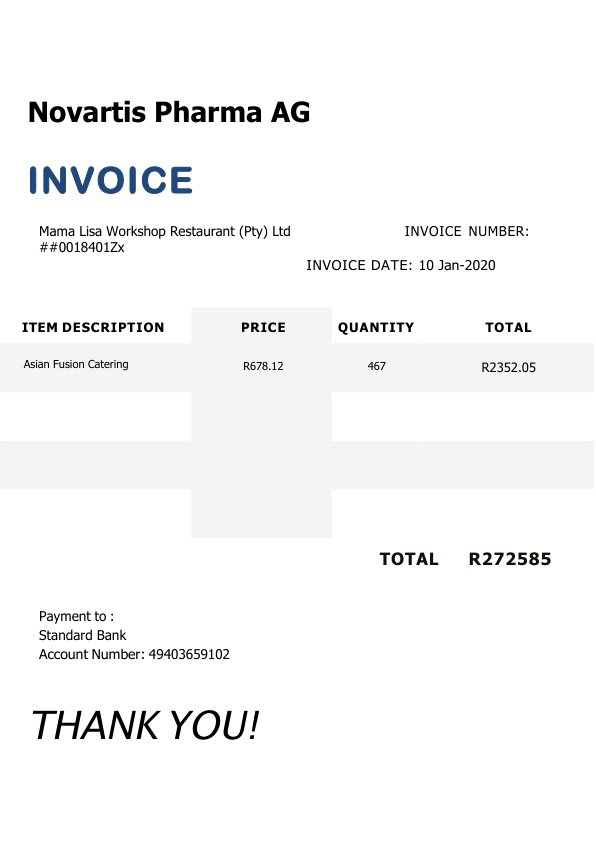 Novartis Pharma AG
INVOICE
Mama Lisa Workshop Restaurant (Pty) Ltd INVOICE NUMBER:
##0018401Zx
INVOICE DATE: 10 Jan-2020
ITEM DESCRIPTION PRICE QUANTITY TOTAL
Asian Fusion Catering R678.12 467 R2352.05
TOTAL R272585
Payment to :
Standard Bank
Account Number: 49403659102
THANK YOU!